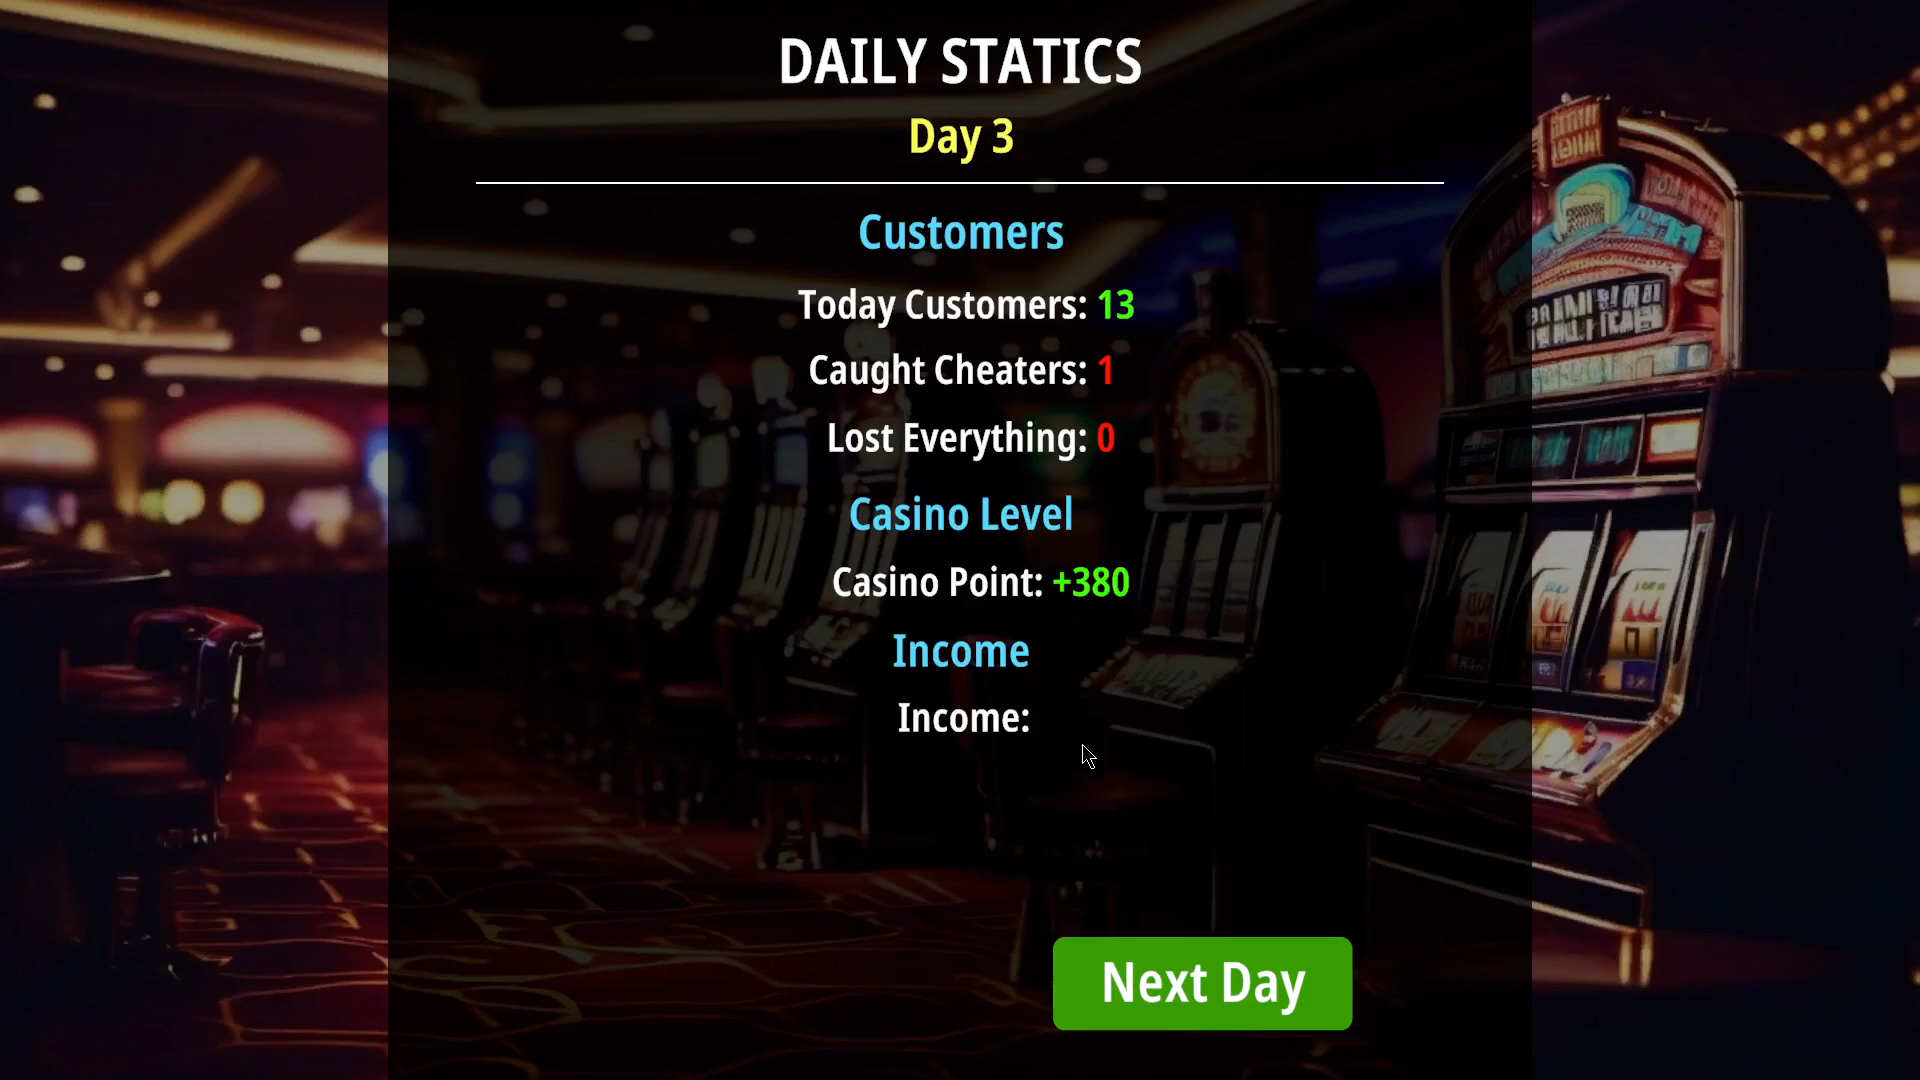 DAILY STATICS
Day 3
Customers
Today Customers: 13
Caught Cheaters: 1
Lost Everything: 0
Casino Level
Casino Point: +380
Income
Income:
Next Day